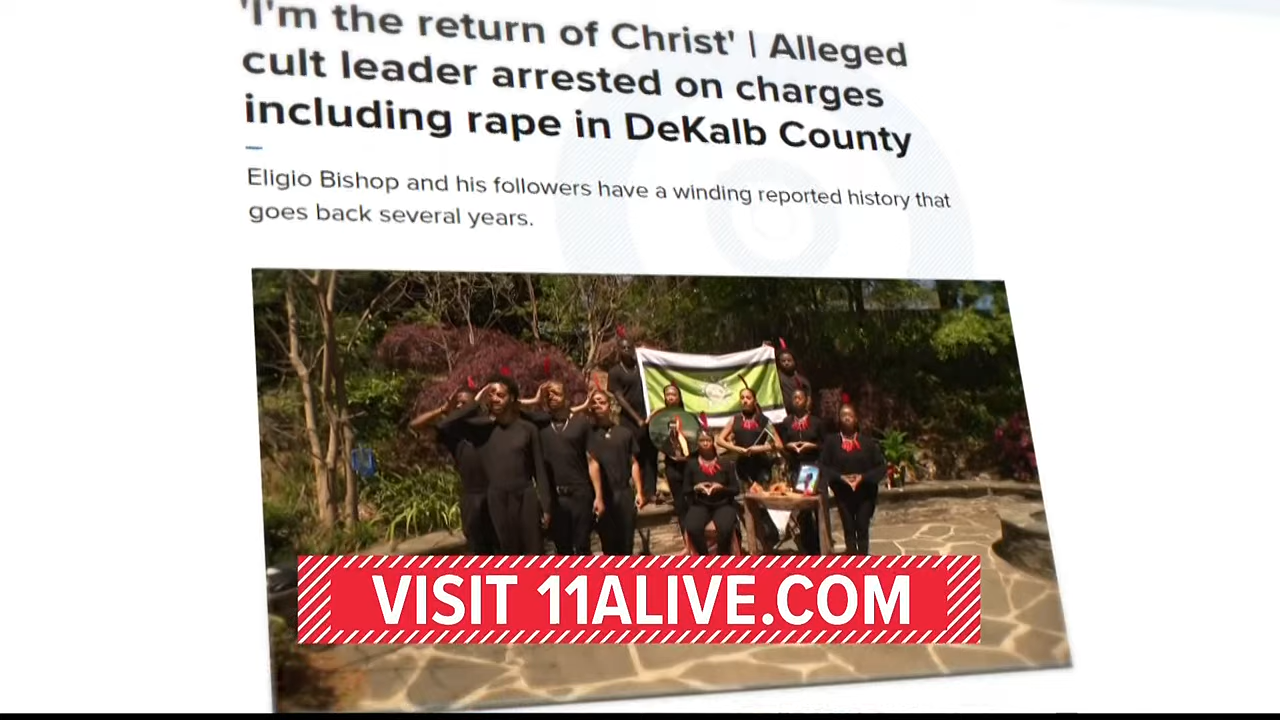 'I'm the return of Christ' | Alleged
cult leader arrested on charges
including rape in DeKalb County
Eligio Bishop and his followers have a winding reported history that
goes back several years.
VISIT 11ALIVE.COM